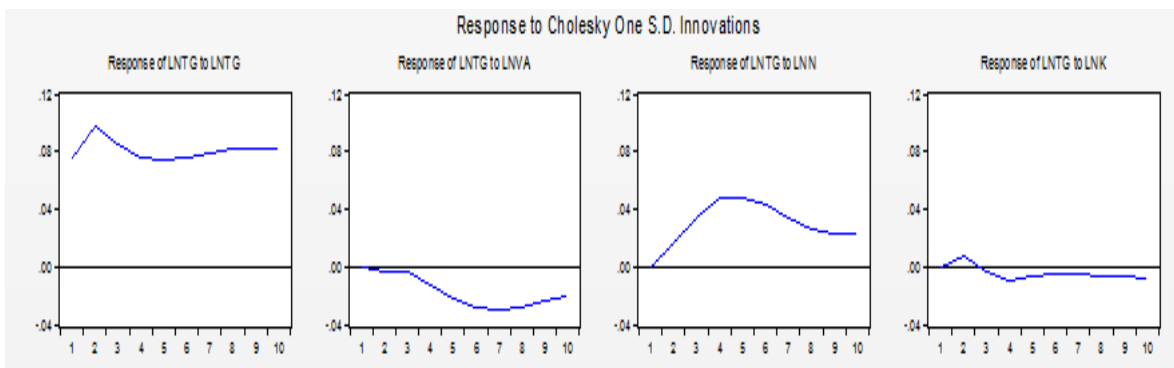 Response to Cholesky One S.D. Innovations
Response of LNTG to LNTG
.12
.08
.04
.00
-.04
1 2 3 4 5 6 7 8 9 10
Response of LNTG to LNVA
.12
.08
.04
.00
-.04
1 2 3 4 5 6 7 8 9 10
Response of LNTG to LNN
.12
.08
.04
.00
-.04
1 2 3 4 5 6 7 8 9 10
Response of LNTG to LNK
.12
.08
.04
.00
-.04
1 2 3 4 5 6 7 8 9 10